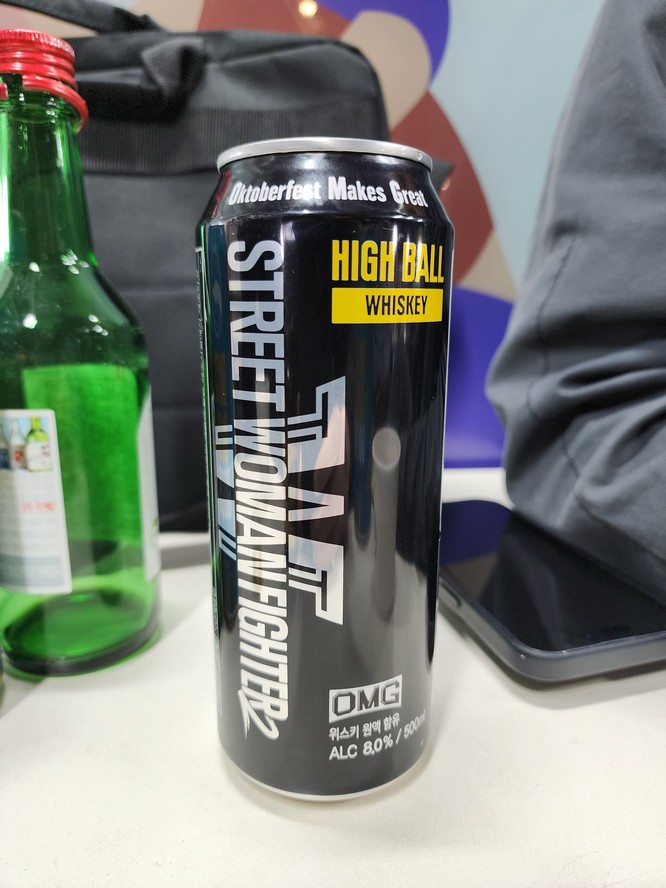 Oktoberfest Makes Great
HIGH BALL
WHISKEY
STREET WOMAN FIGHTER2
OMG
위스키 원액 함유
ALC 8.0% / 500ml